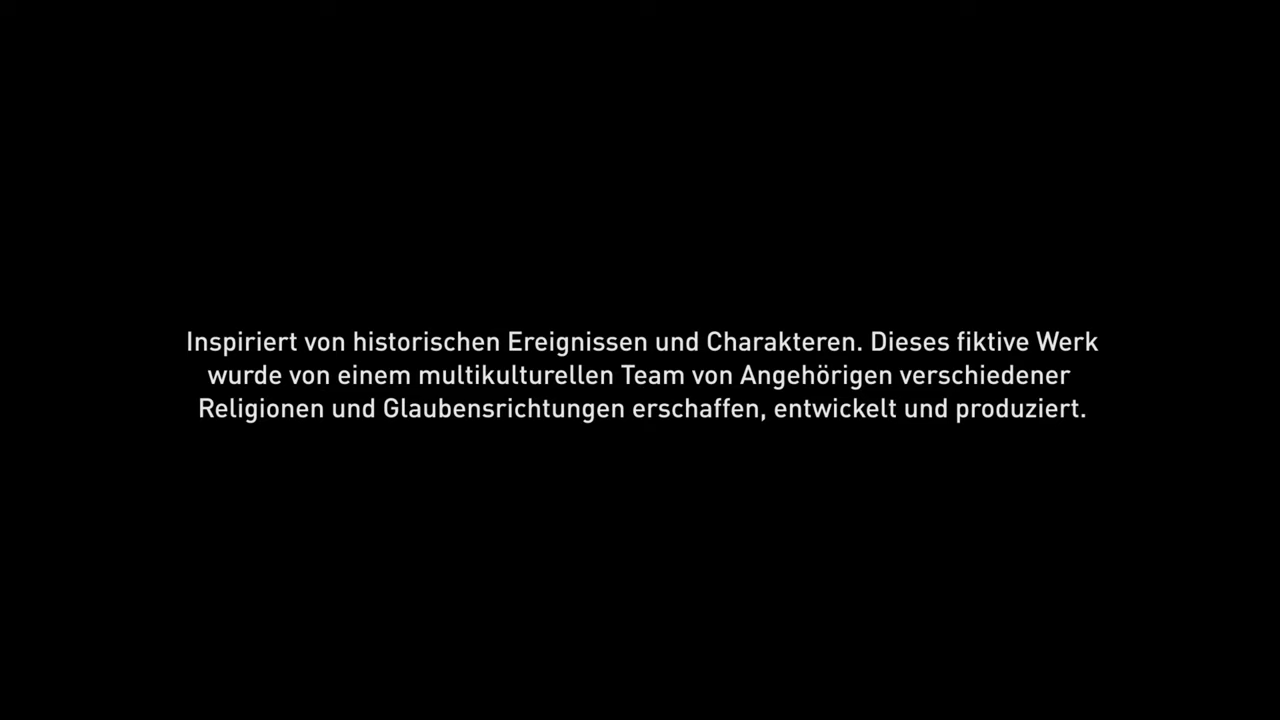 Inspiriert von historischen Ereignissen und Charakteren. Dieses fiktive Werk
wurde von einem multikulturellen Team von Angehörigen verschiedener
Religionen und Glaubensrichtungen erschaffen, entwickelt und produziert.